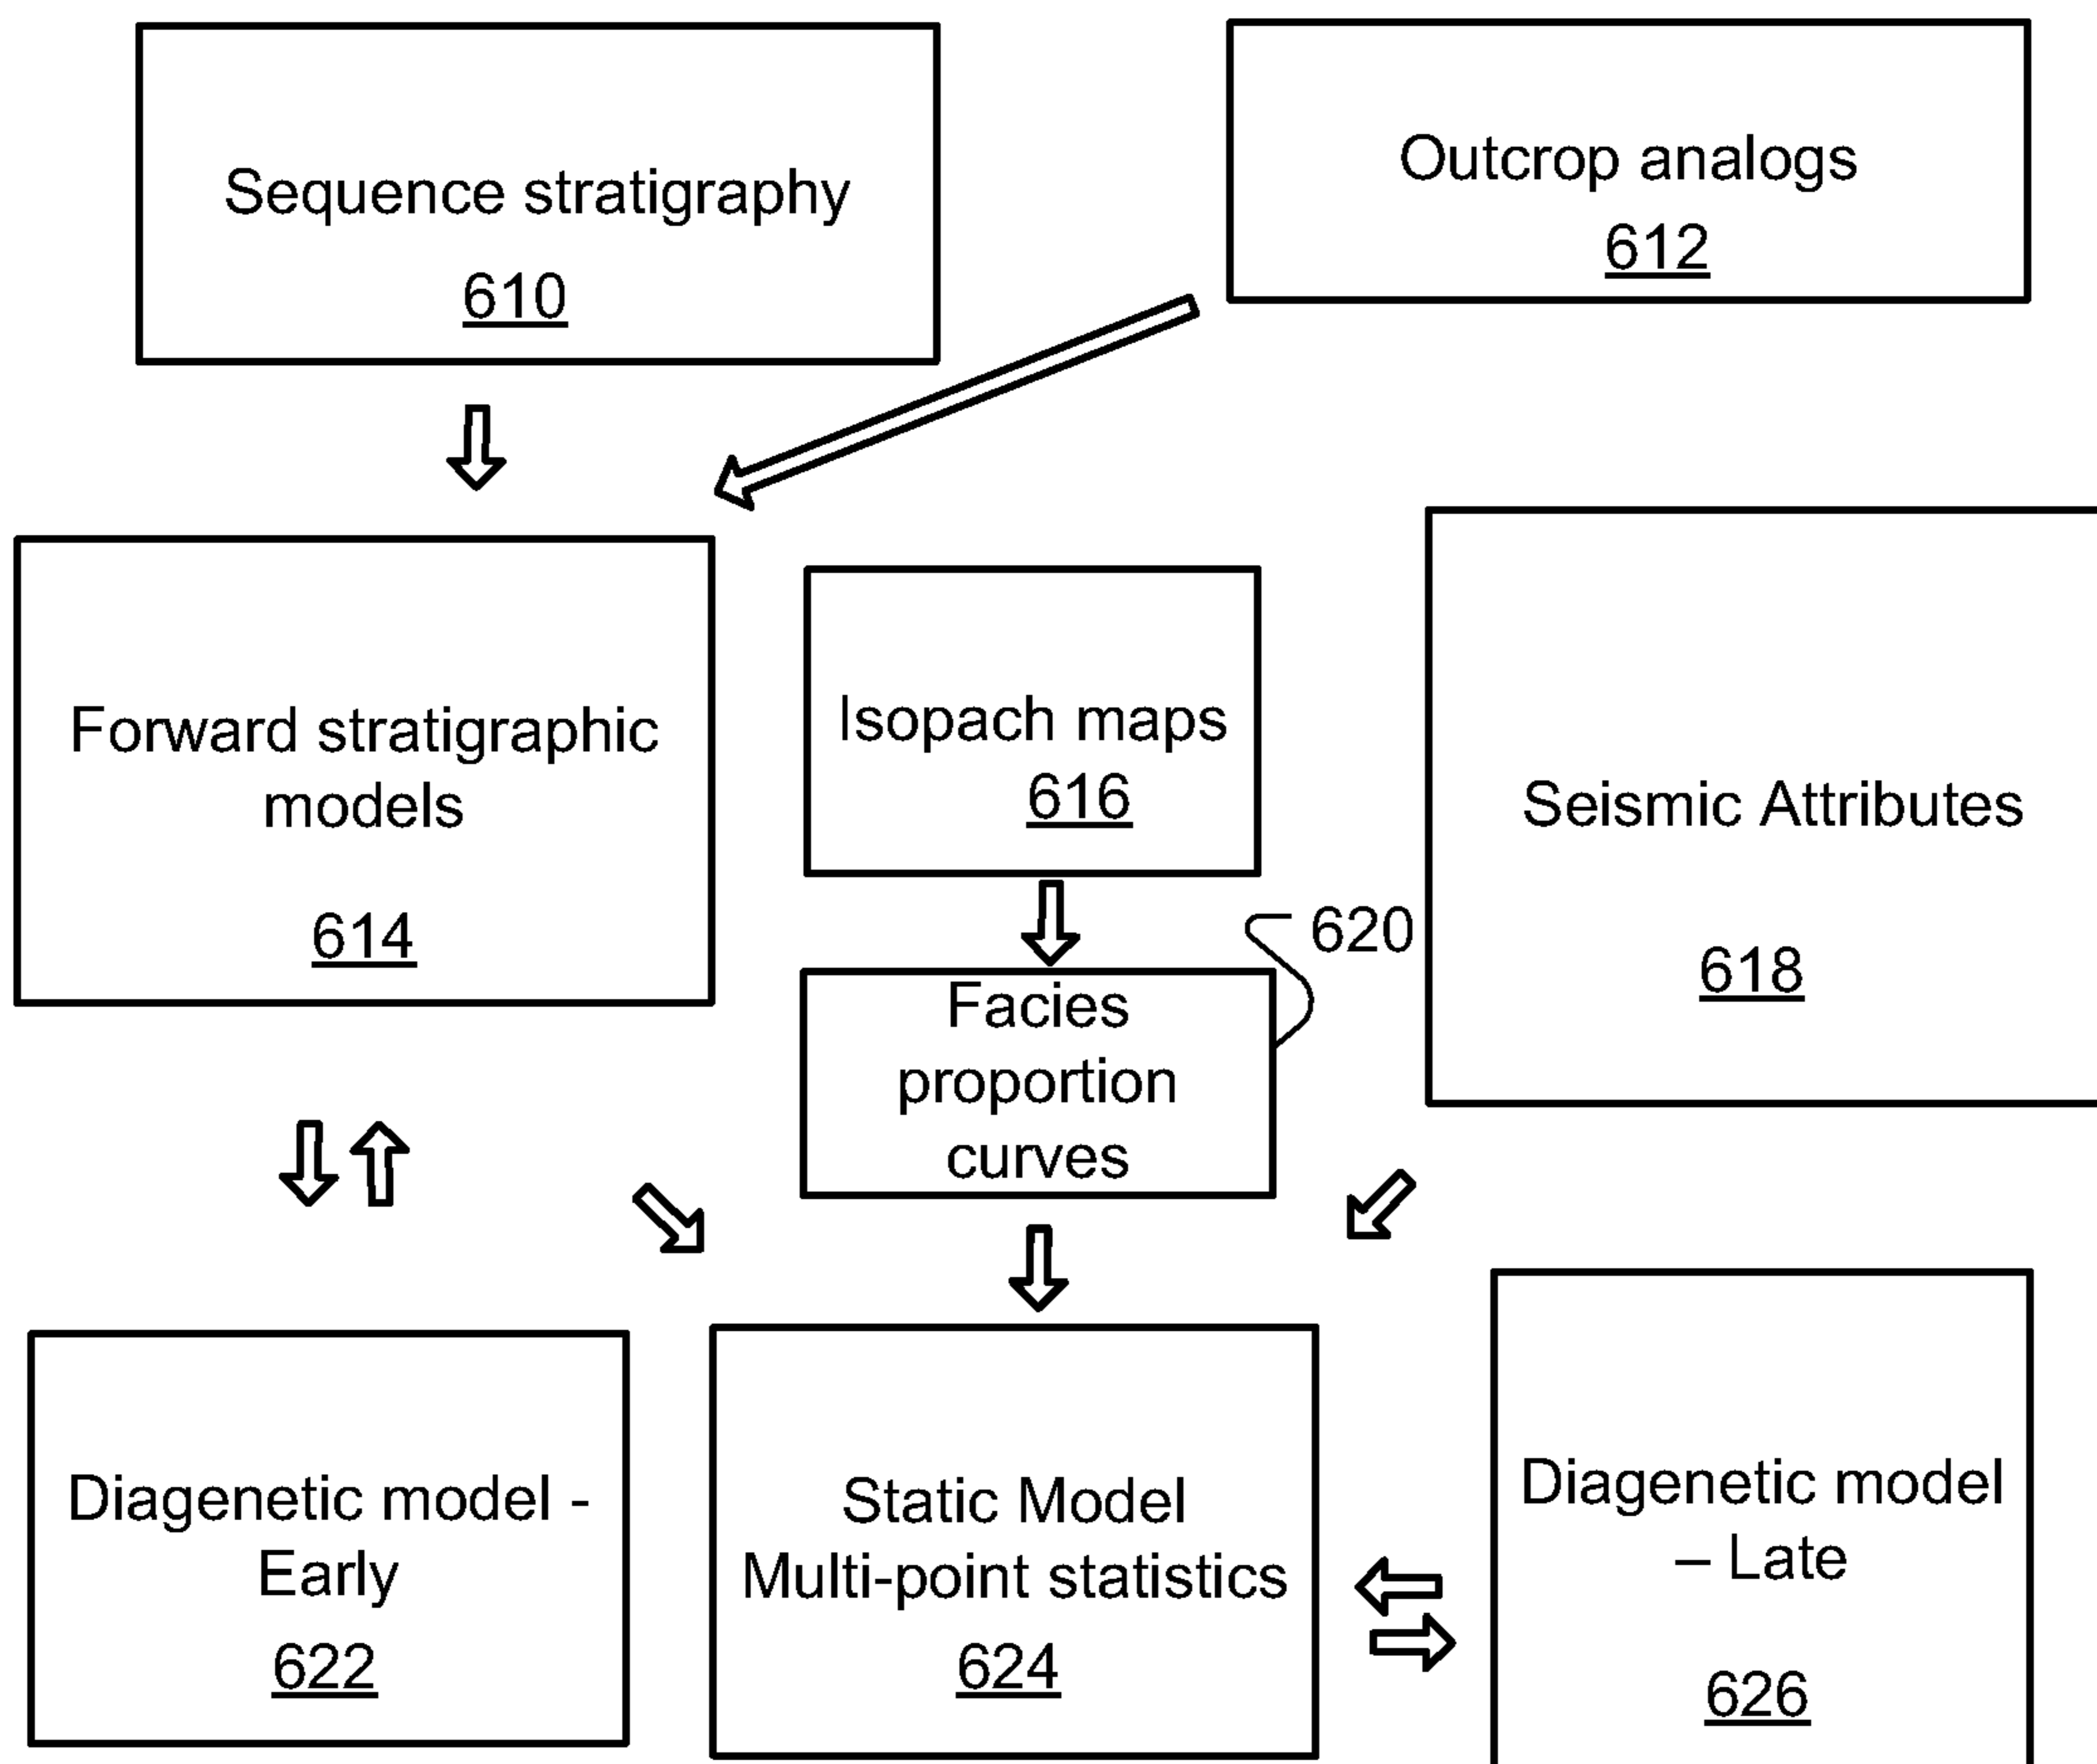 Sequence stratigraphy
610
Outcrop analogs
612
Forward stratigraphic
models
614
Isopach maps
616
Seismic Attributes
618
620
Facies
proportion
curves
Diagenetic model -
Early
622
Static Model
Multi-point statistics
624
Diagenetic model
– Late
626